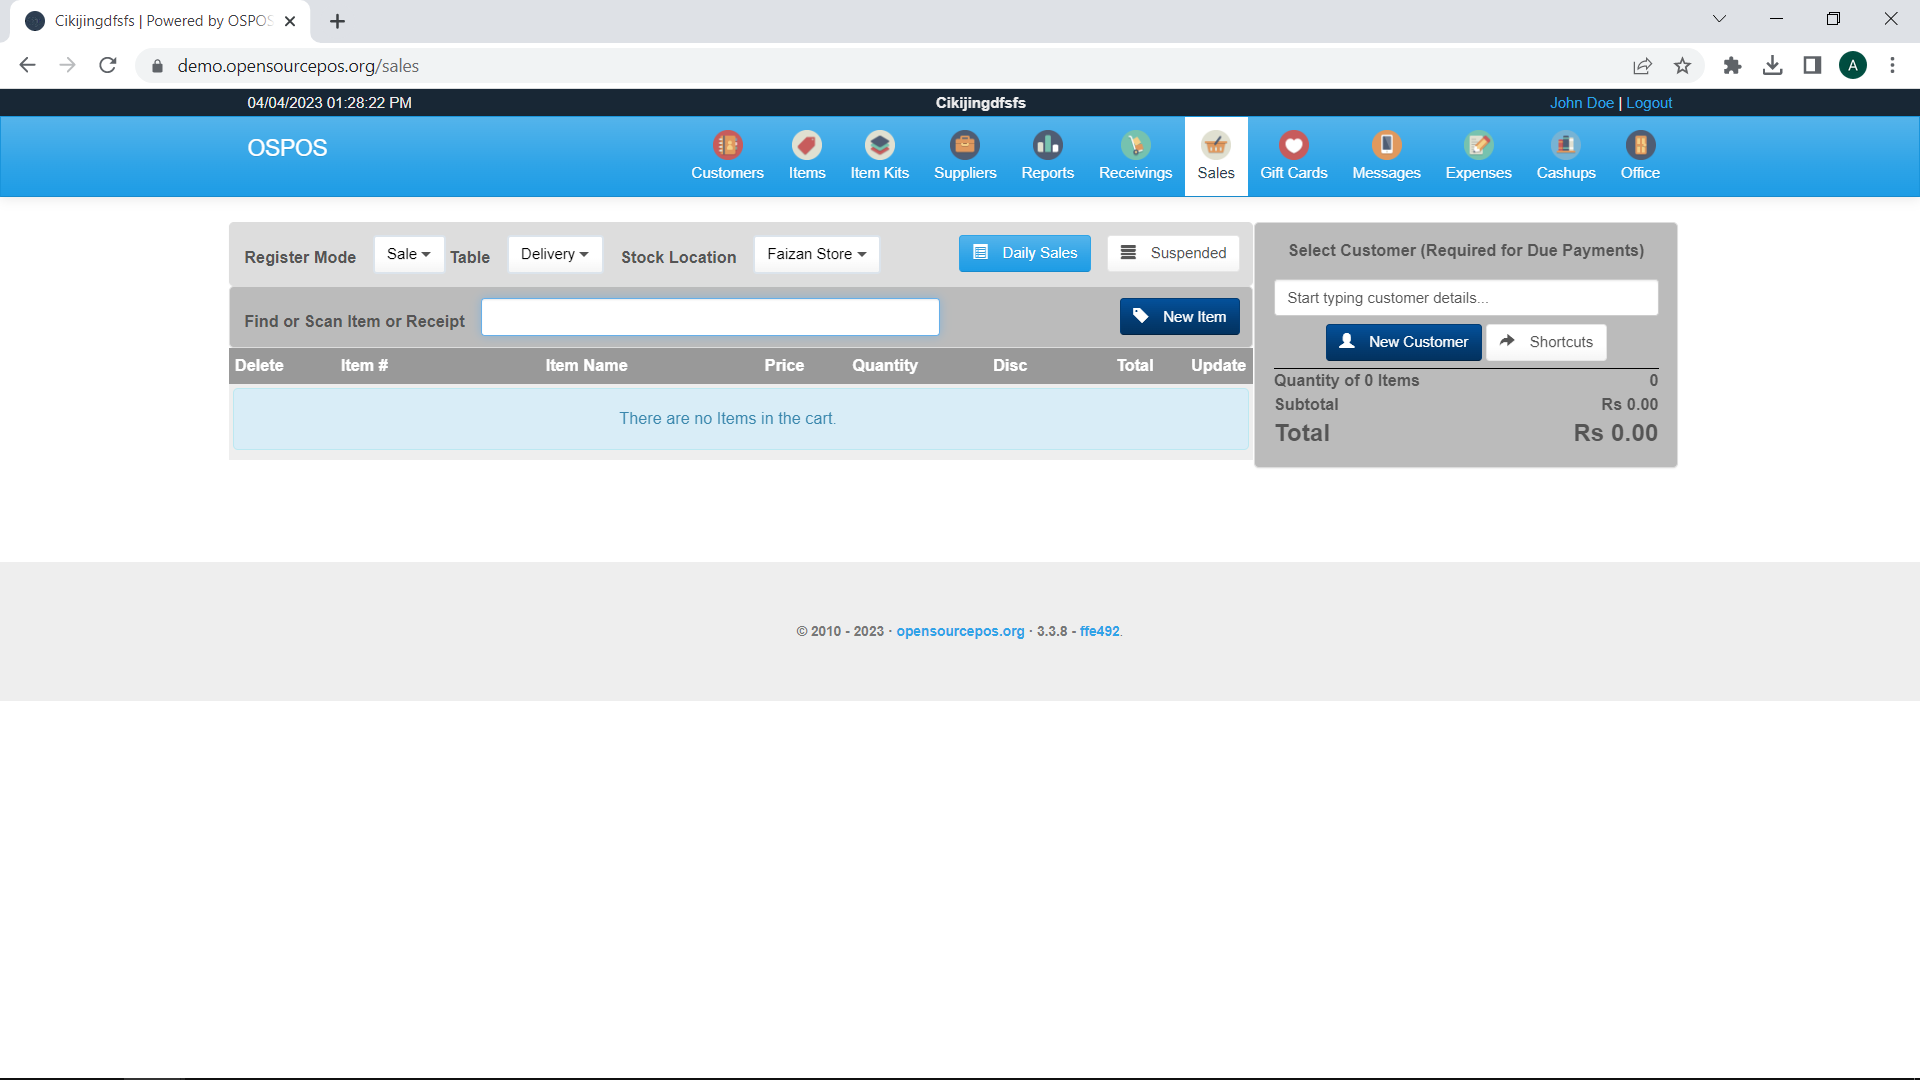 Cikijingdfsfs | Powered by OSPOS
demo.opensourcepos.org/sales
A
04/04/2023 01:28:22 PM
Cikijingdfsfs
John Doe | Logout
OSPOS
Customers
Items
Item Kits
Suppliers
Reports
Receivings
Sales
Gift Cards
Messages
Expenses
Cashups
Office
Register Mode Sale Table Delivery Stock Location Faizan Store Daily Sales Suspended
Find or Scan Item or Receipt New Item
Delete Item # Item Name Price Quantity Disc Total Update
There are no Items in the cart.
Select Customer (Required for Due Payments)
Start typing customer details...
New Customer Shortcuts
Quantity of 0 Items 0
Subtotal Rs 0.00
Total Rs 0.00
© 2010 - 2023 · opensourcepos.org · 3.3.8 - ffe492.